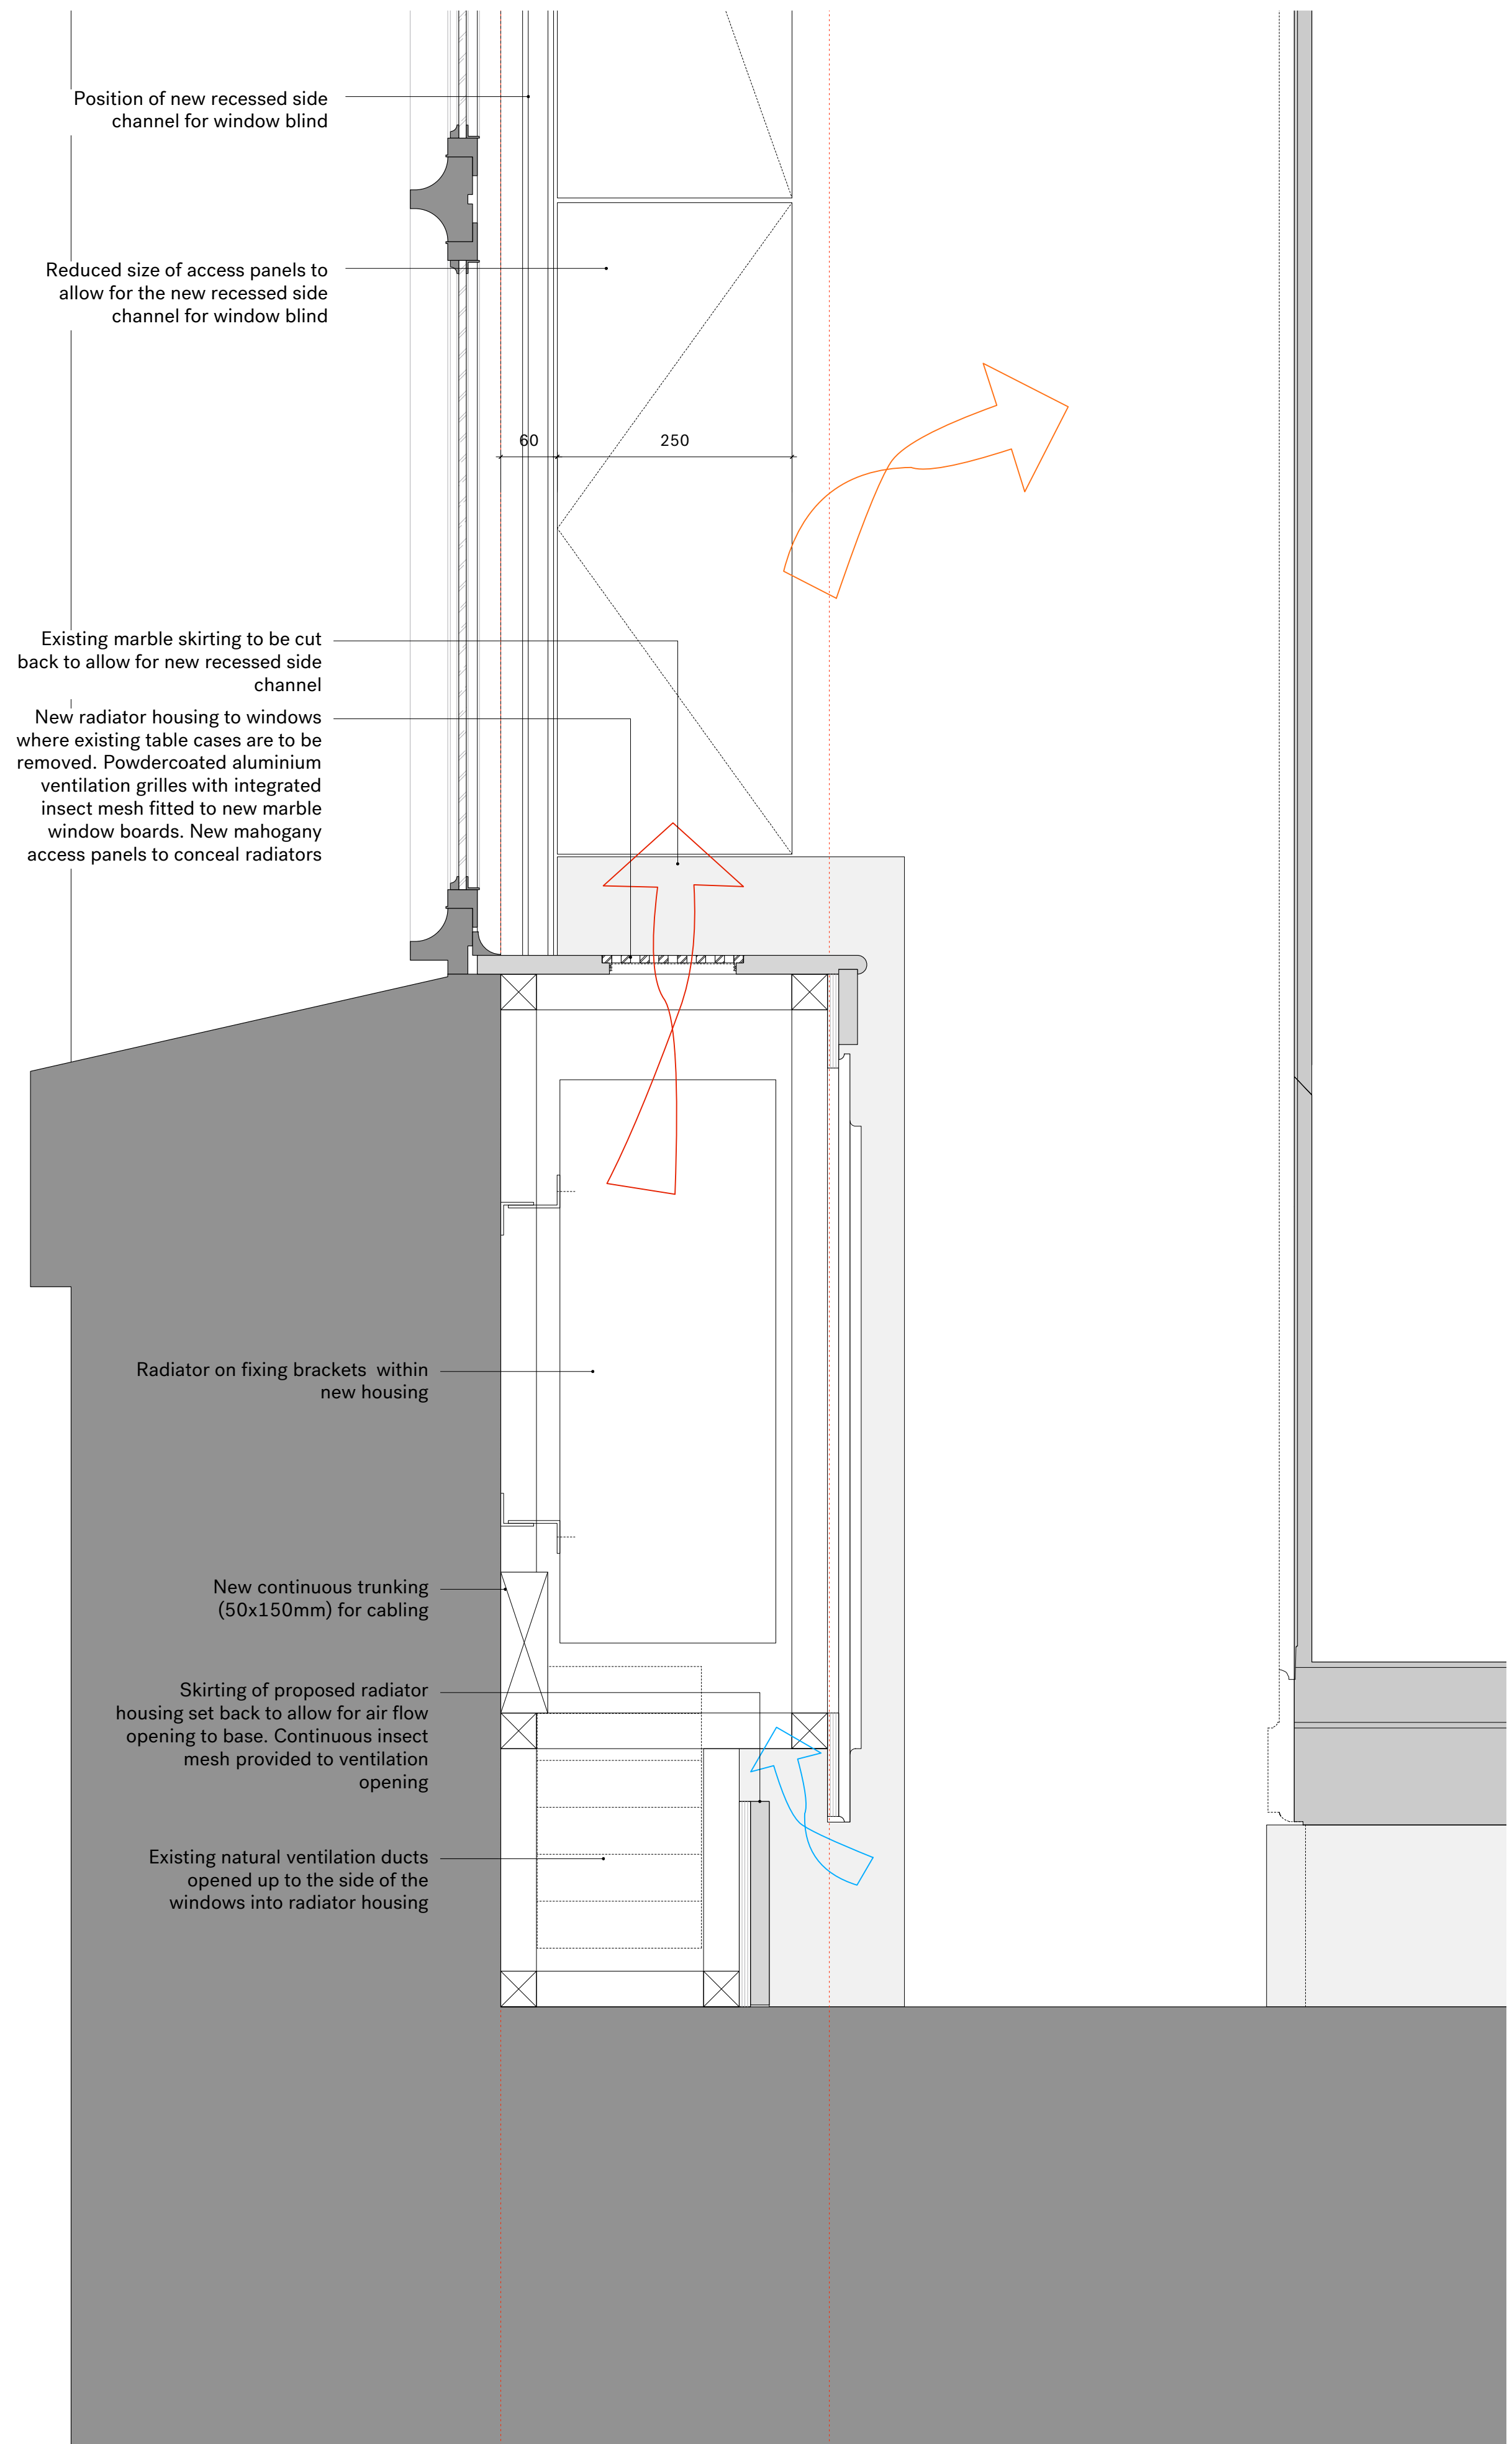 Position of new recessed side
channel for window blind
Reduced size of access panels to
allow for the new recessed side
channel for window blind
60
250
Existing marble skirting to be cut
back to allow for new recessed side
channel
New radiator housing to windows
where existing table cases are to be
removed. Powdercoated aluminium
ventilation grilles with integrated
insect mesh fitted to new marble
window boards. New mahogany
access panels to conceal radiators
Radiator on fixing brackets within
new housing
New continuous trunking
(50x150mm) for cabling
Skirting of proposed radiator
housing set back to allow for air flow
opening to base. Continuous insect
mesh provided to ventilation
opening
Existing natural ventilation ducts
opened up to the side of the
windows into radiator housing